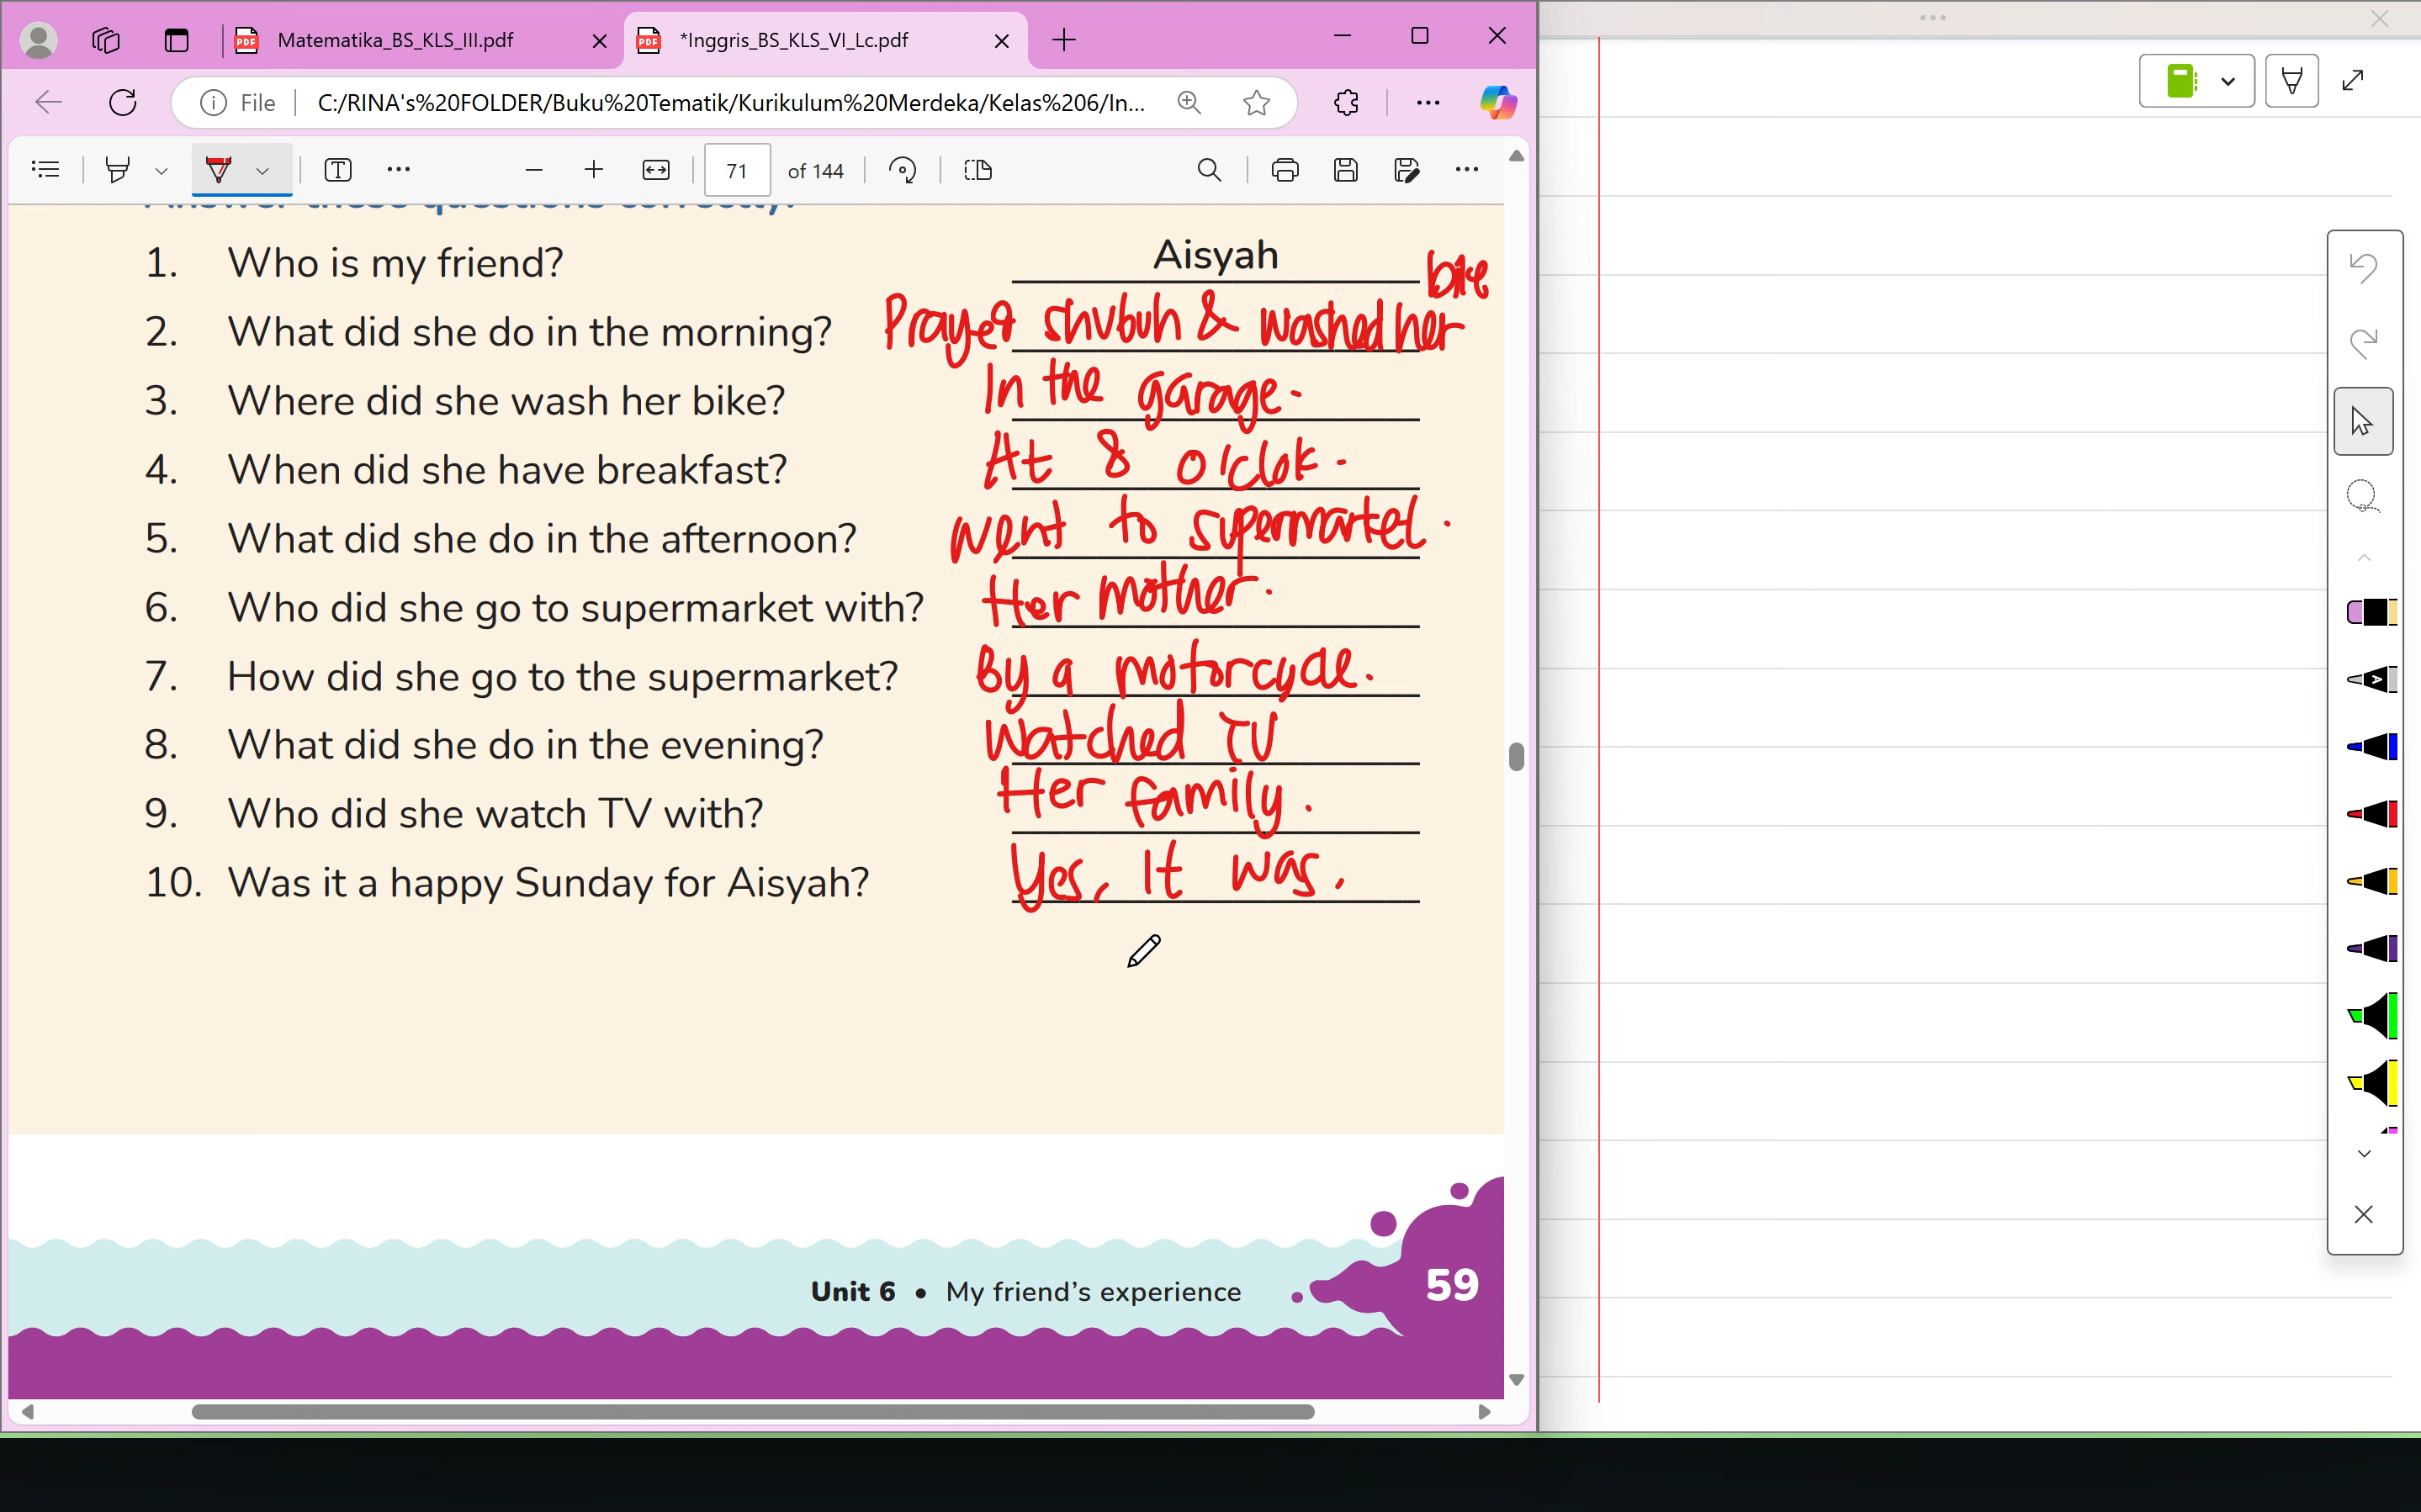 Matematika_BS_KLS_III.pdf
*Inggris_BS_KLS_VI_Lc.pdf
File C:/RINA's%20FOLDER/Buku%20Tematik/Kurikulum%20Merdeka/Kelas%206/In...
71 of 144
Answer these questions correctly.
1. Who is my friend? Aisyah
bike
2. What did she do in the morning? Prayed shubuh & washed her
3. Where did she wash her bike? In the garage.
4. When did she have breakfast? At 8 o'clok.
5. What did she do in the afternoon? went to supermarket.
6. Who did she go to supermarket with? Her mother.
7. How did she go to the supermarket? By a motorcycle.
8. What did she do in the evening? Watched TV
9. Who did she watch TV with? Her family.
10. Was it a happy Sunday for Aisyah? Yes, It was.
Unit 6 • My friend's experience 59